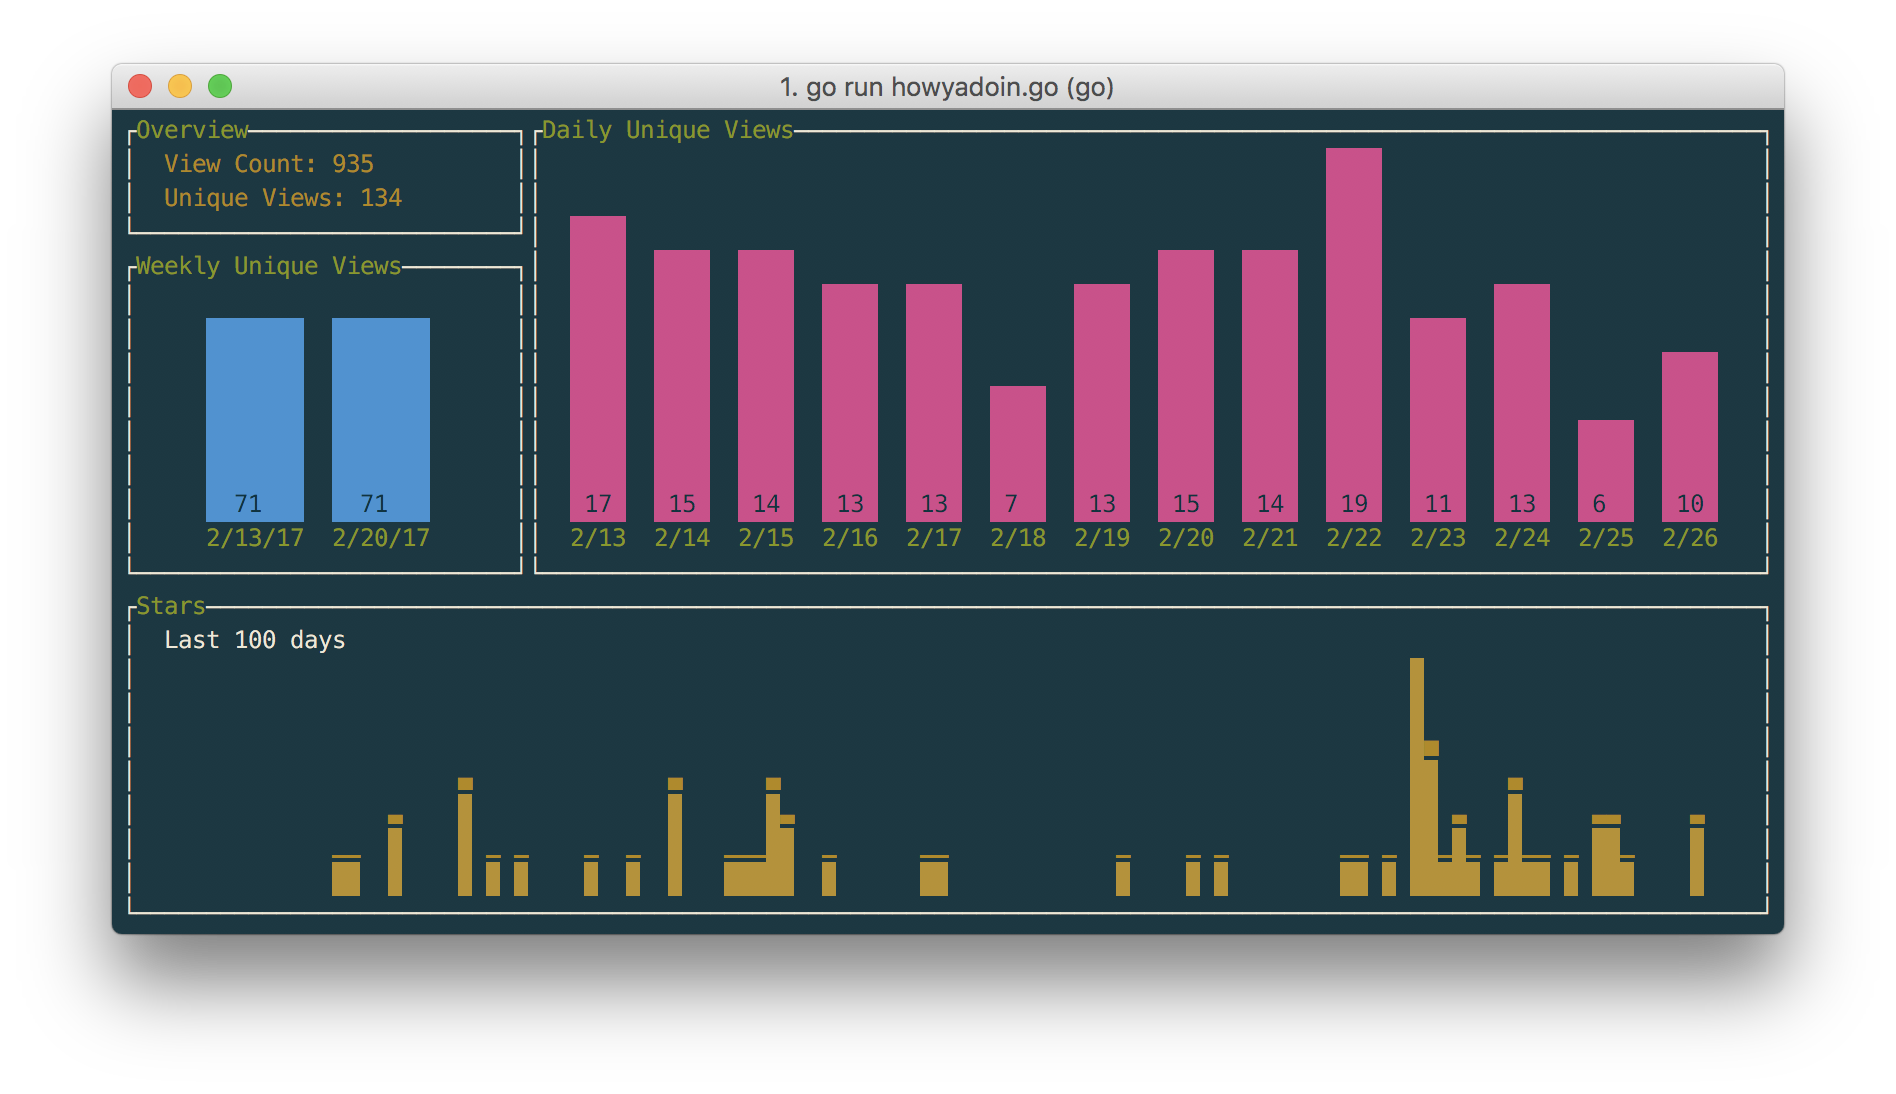 1. go run howyadoin.go (go)
Overview
View Count: 935
Unique Views: 134
Weekly Unique Views
71 71
2/13/17 2/20/17
Daily Unique Views
17 15 14 13 13 7 13 15 14 19 11 13 6 10
2/13 2/14 2/15 2/16 2/17 2/18 2/19 2/20 2/21 2/22 2/23 2/24 2/25 2/26
Stars
Last 100 days